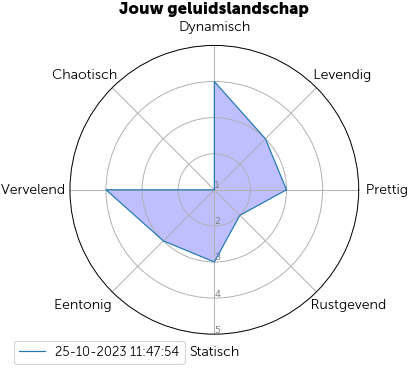 Jouw geluidslandschap
Dynamisch
Chaotisch
Levendig
Vervelend
1
Prettig
2
3
4
Eentonig
Rustgevend
5
25-10-2023 11:47:54
Statisch